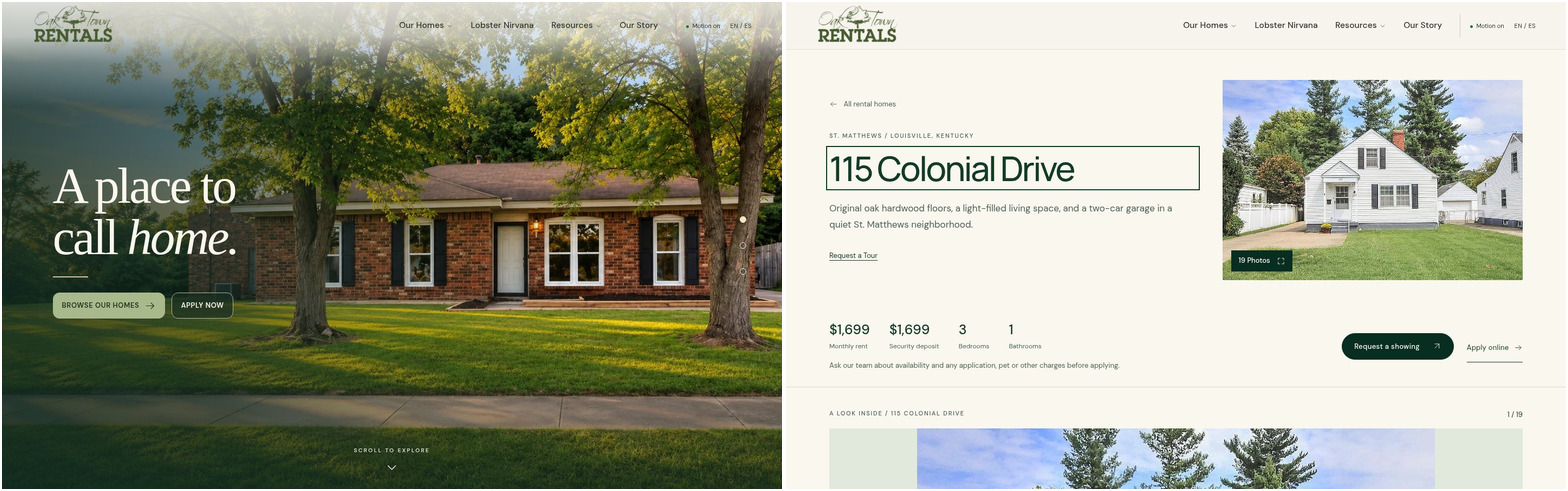 Oak Town
RENTALS
Our Homes
Lobster Nirvana
Resources
Our Story
Motion on
EN / ES
A place to
call home.
BROWSE OUR HOMES
APPLY NOW
SCROLL TO EXPLORE
Oak Town
RENTALS
Our Homes
Lobster Nirvana
Resources
Our Story
Motion on
EN / ES
All rental homes
ST. MATTHEWS / LOUISVILLE, KENTUCKY
115 Colonial Drive
Original oak hardwood floors, a light-filled living space, and a two-car garage in a
quiet St. Matthews neighborhood.
Request a Tour
19 Photos
$1,699
Monthly rent
$1,699
Security deposit
3
Bedrooms
1
Bathrooms
Ask our team about availability and any application, pet or other charges before applying.
Request a showing
Apply online
A LOOK INSIDE / 115 COLONIAL DRIVE
1 / 19